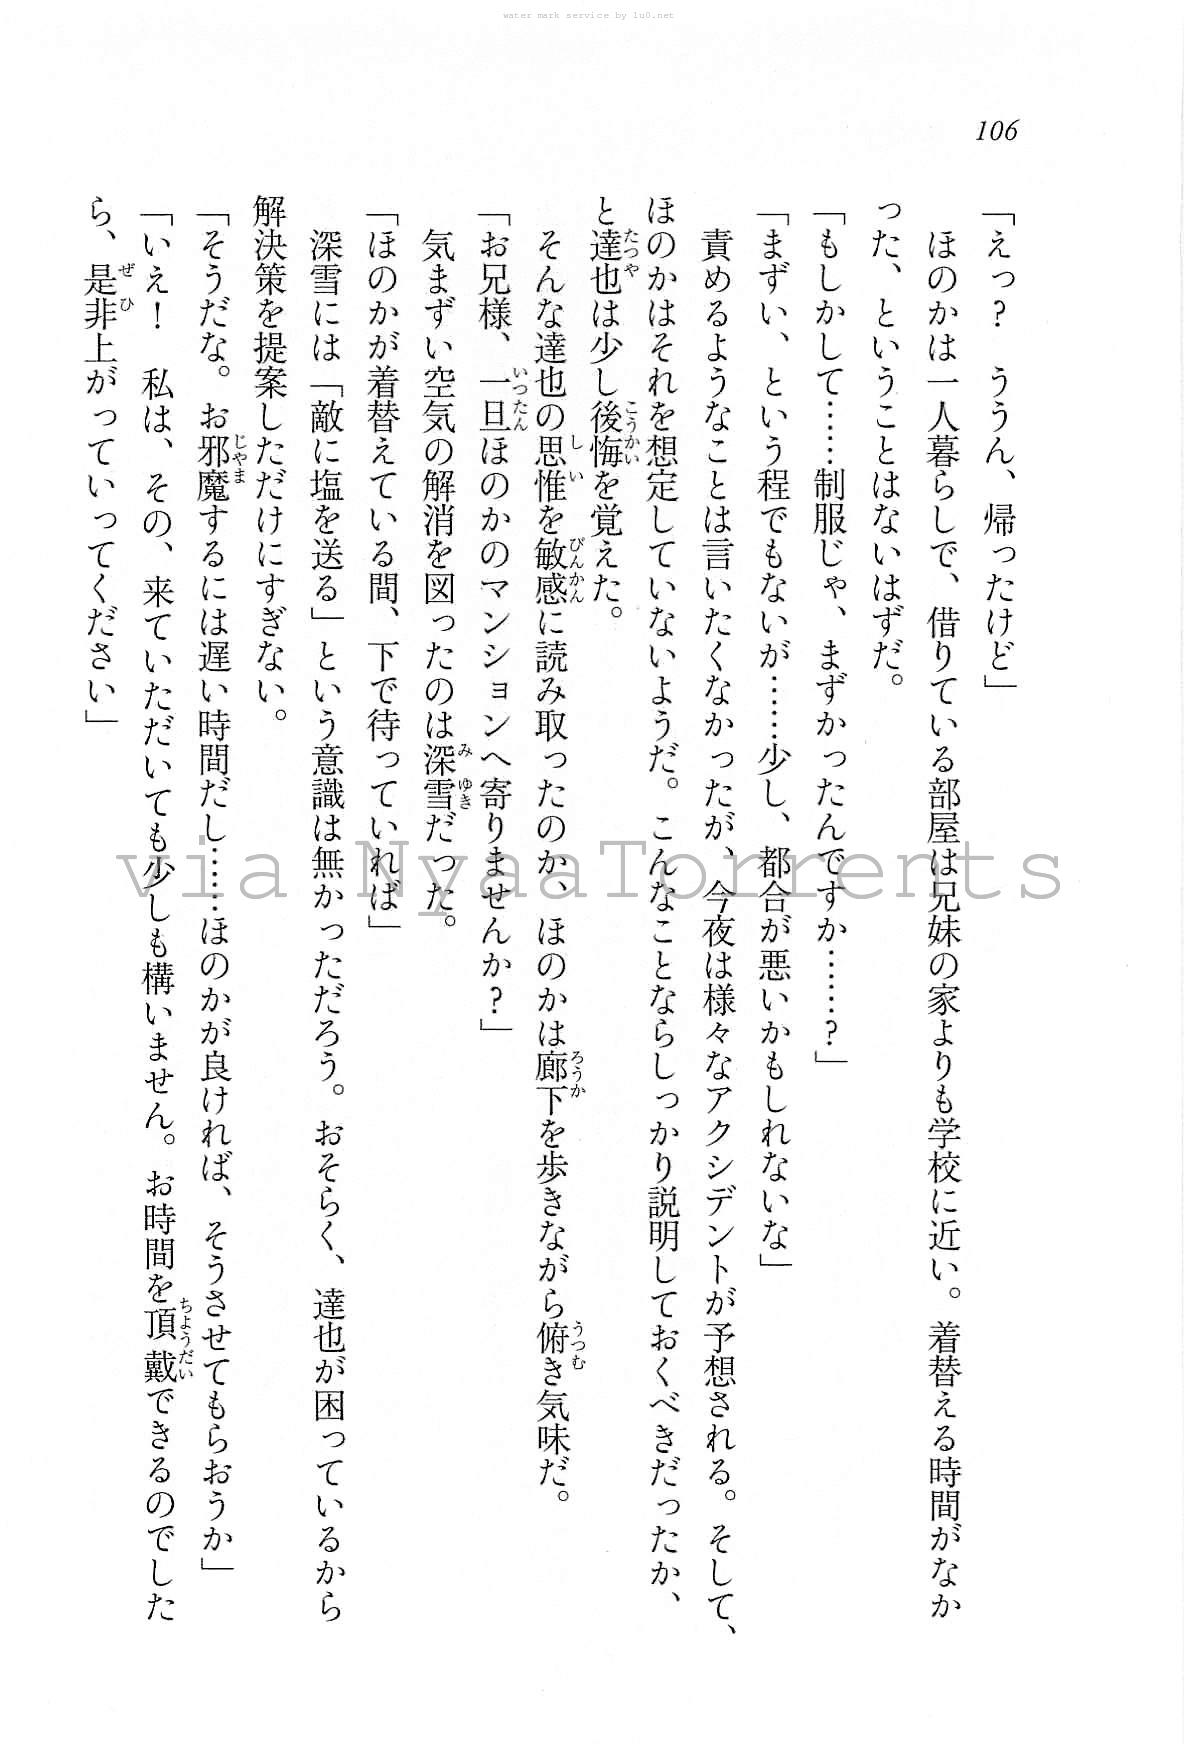 water mark service by lu0.net
106
「えっ？　ううん、帰ったけど」
　ほのかは一人暮らしで、借りている部屋は兄妹の家よりも学校に近い。着替える時間がなか
った、ということはないはずだ。
「もしかして……制服じゃ、まずかったんですか……？」
「まずい、という程でもないが……少し、都合が悪いかもしれないな」
　責めるようなことは言いたくなかったが、今夜は様々なアクシデントが予想される。そして、
ほのかはそれを想定していないようだ。こんなことならしっかり説明しておくべきだったか、
と達也は少し後悔を覚えた。
　そんな達也の思惟を敏感に読み取ったのか、ほのかは廊下を歩きながら俯き気味だ。
「お兄様、一旦ほのかのマンションへ寄りませんか？」
　気まずい空気の解消を図ったのは深雪だった。
「ほのかが着替えている間、下で待っていれば」
　深雪には「敵に塩を送る」という意識は無かっただろう。おそらく、達也が困っているから
解決策を提案しただけにすぎない。
「そうだな。お邪魔するには遅い時間だし……ほのかが良ければ、そうさせてもらおうか」
「いえ！　私は、その、来ていただいても少しも構いません。お時間を頂戴できるのでした
ら、是非上がっていってください」
via NyaaTorrents